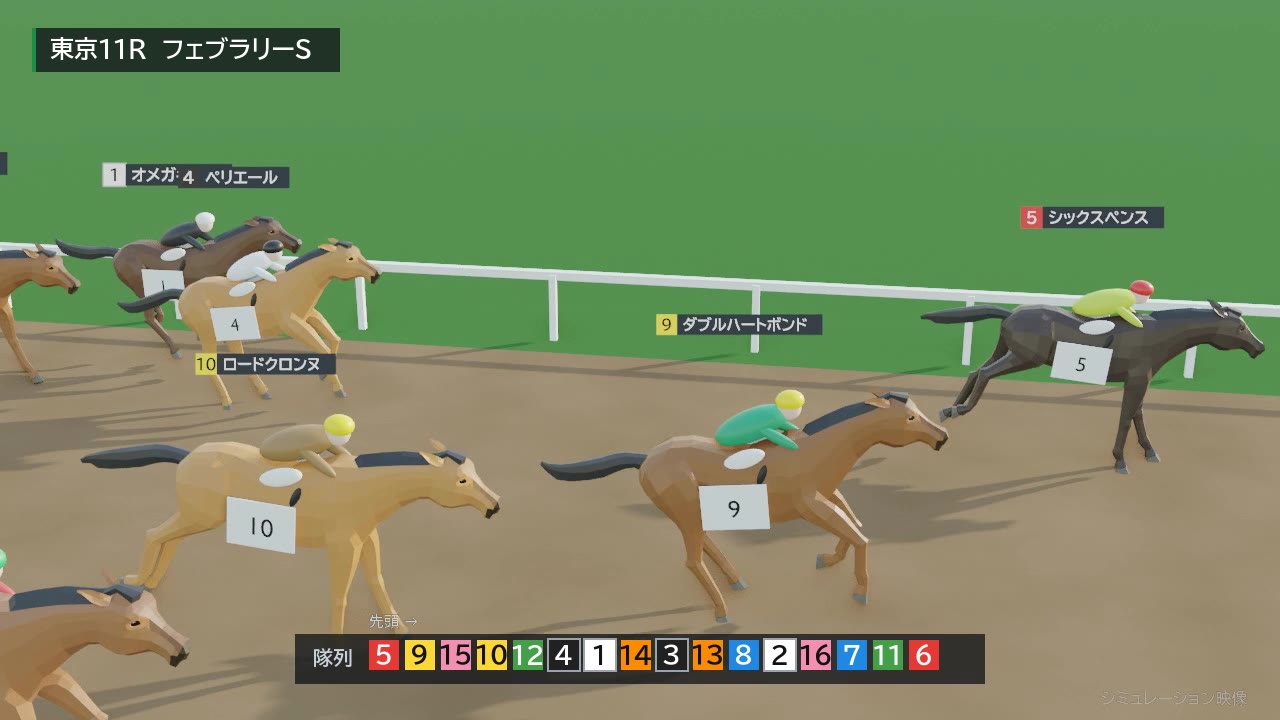 東京11R フェブラリーS
1 オメガ
4 ペリエール
5 シックスペンス
9 ダブルハートボンド
10 ロードクロンヌ
1
4
5
9
10
先頭 →
隊列 5 9 15 10 12 4 1 14 3 13 8 2 16 7 11 6
シミュレーション映像